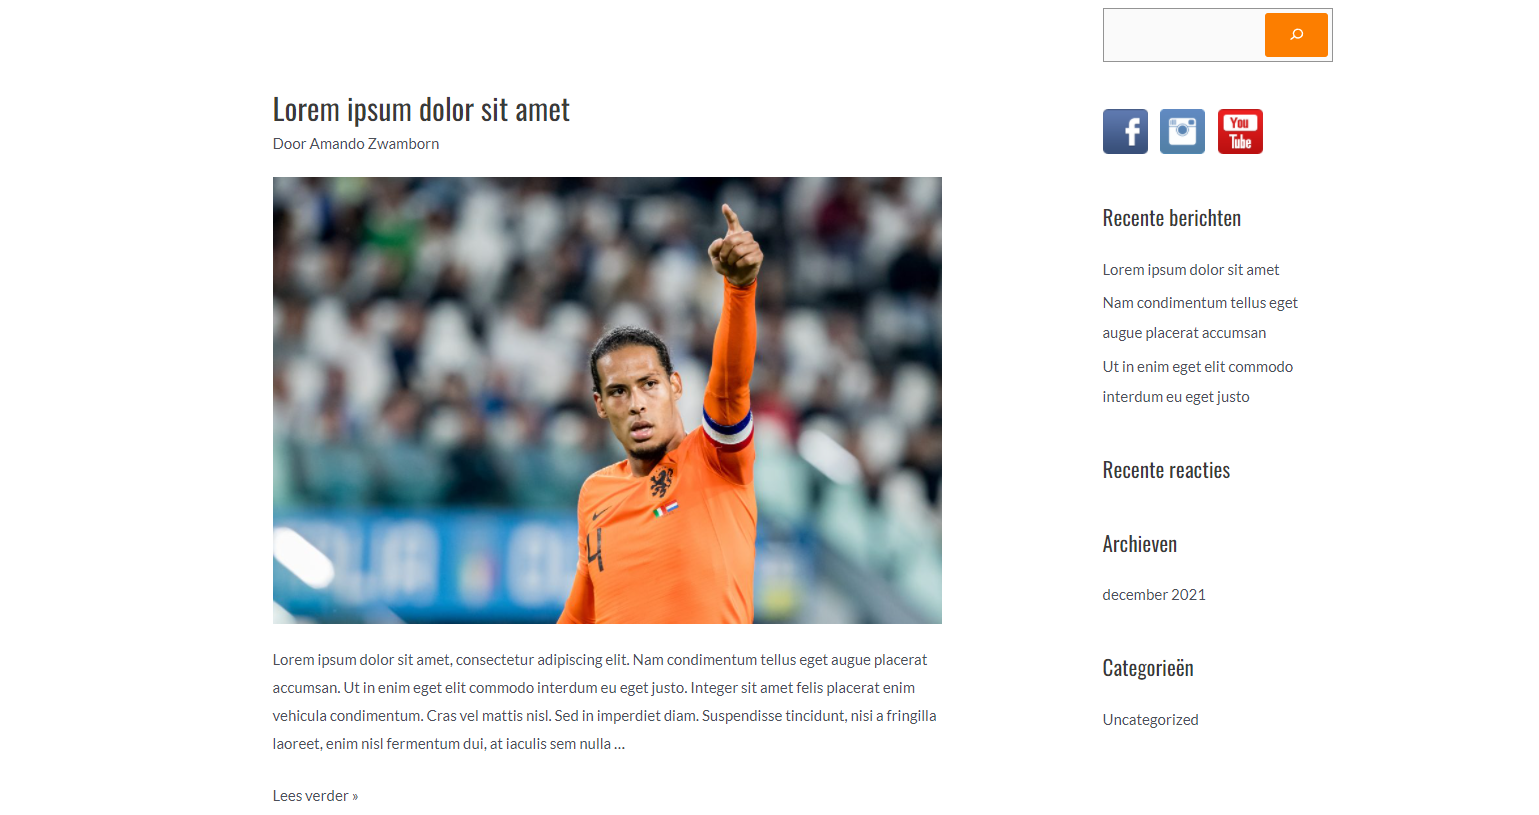 Lorem ipsum dolor sit amet
Door Amando Zwamborn
4
Lorem ipsum dolor sit amet, consectetur adipiscing elit. Nam condimentum tellus eget augue placerat
accumsan. Ut in enim eget elit commodo interdum eu eget justo. Integer sit amet felis placerat enim
vehicula condimentum. Cras vel mattis nisl. Sed in imperdiet diam. Suspendisse tincidunt, nisi a fringilla
laoreet, enim nisl fermentum dui, at iaculis sem nulla …
Lees verder »
f
You
Tube
Recente berichten
Lorem ipsum dolor sit amet
Nam condimentum tellus eget
augue placerat accumsan
Ut in enim eget elit commodo
interdum eu eget justo
Recente reacties
Archieven
december 2021
Categorieën
Uncategorized